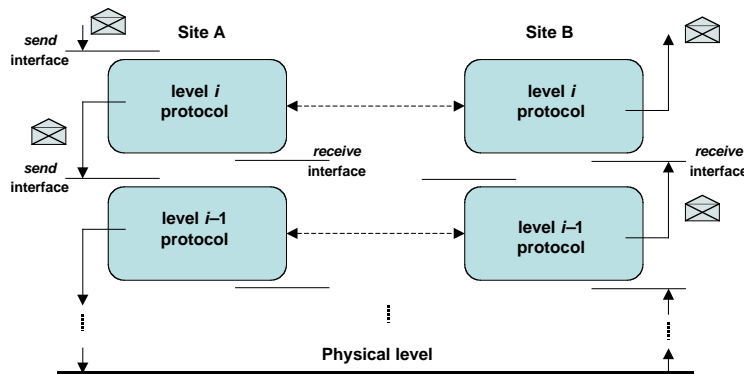 Site A
Site B
send
interface
level i
protocol
level i
protocol
send
interface
receive
interface
receive
interface
level i–1
protocol
level i–1
protocol
Physical level